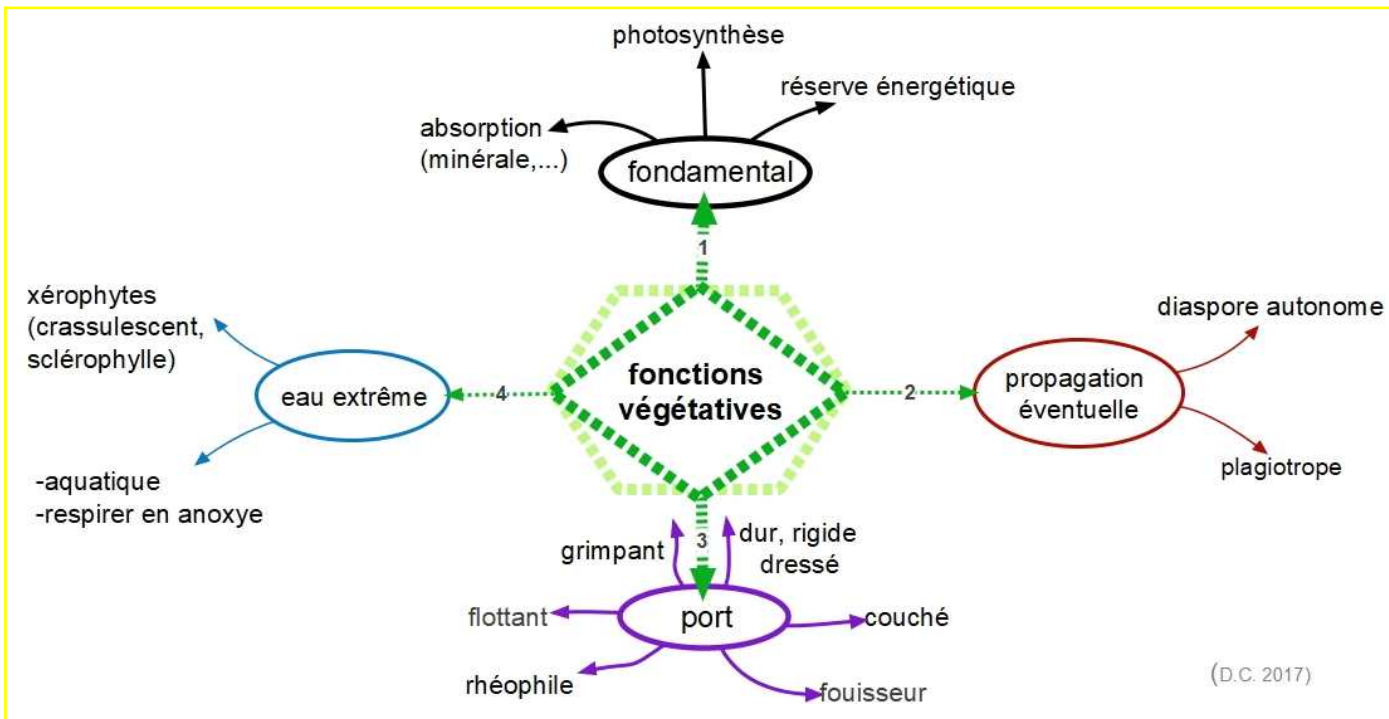 photosynthèse
réserve énergétique
absorption
(minérale,...)
fondamental
1
xérophytes
(crassulescent,
sclérophylle)
eau extrême
4
fonctions
végétatives
2
propagation
éventuelle
diaspore autonome
plagiotrope
-aquatique
-respirer en anoxye
3
grimpant
dur, rigide
dressé
flottant
port
couché
rhéophile
fouisseur
(D.C. 2017)